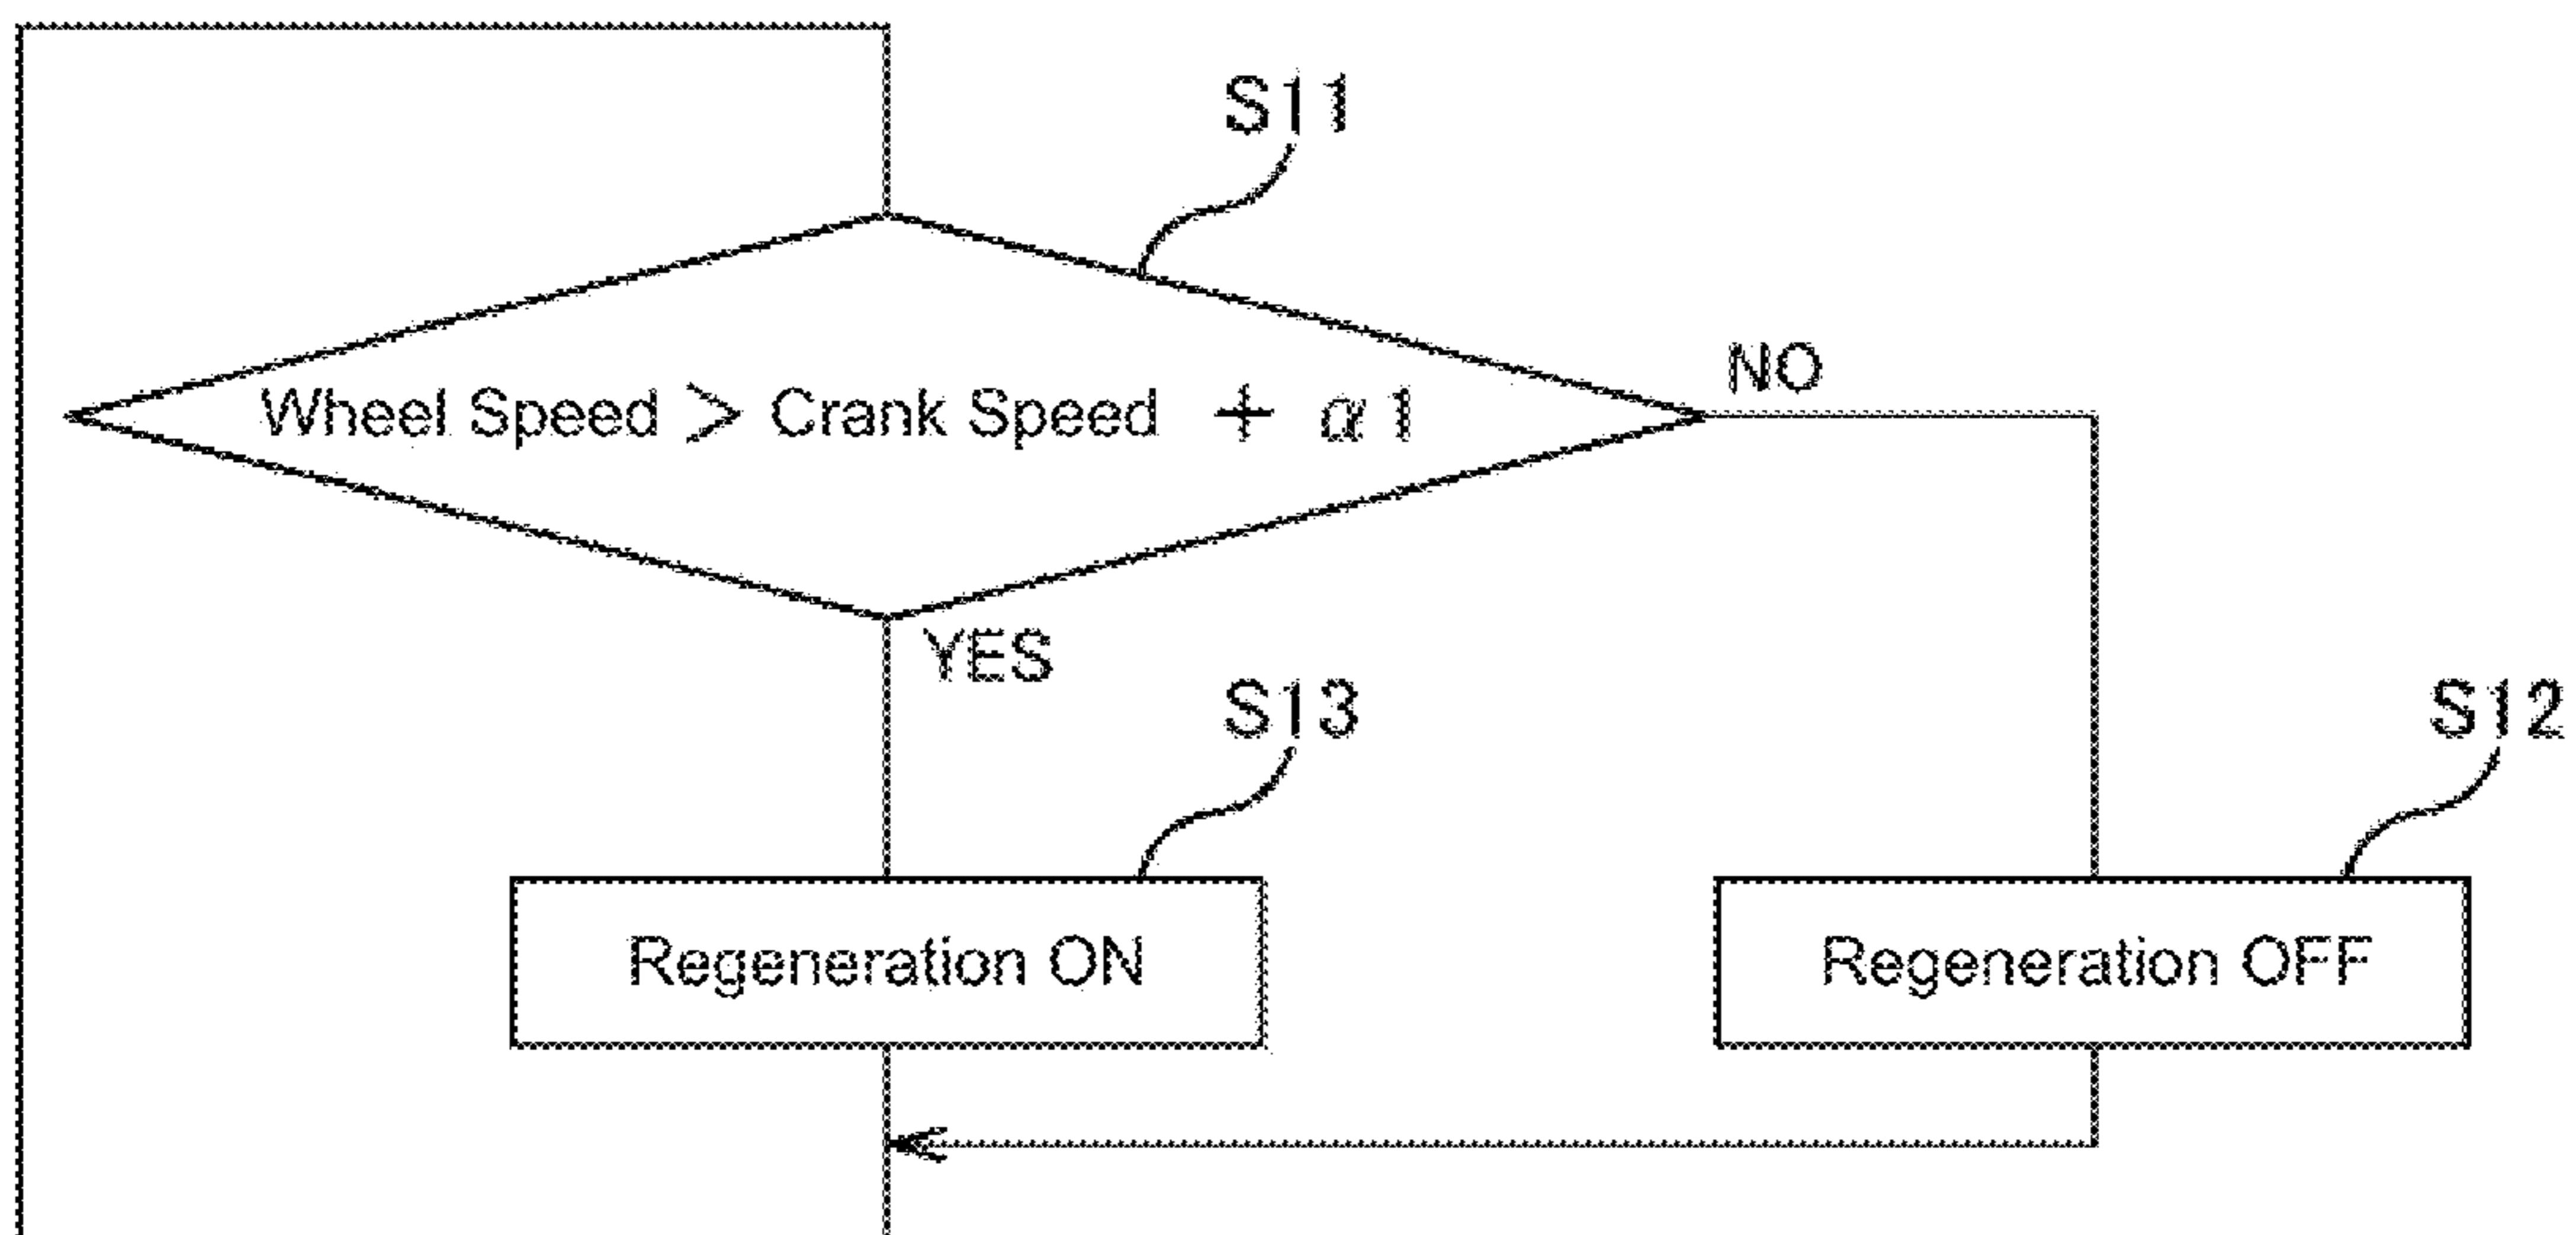 S11
NO
Wheel Speed > Crank Speed + α1
YES
S13
S12
Regeneration ON
Regeneration OFF